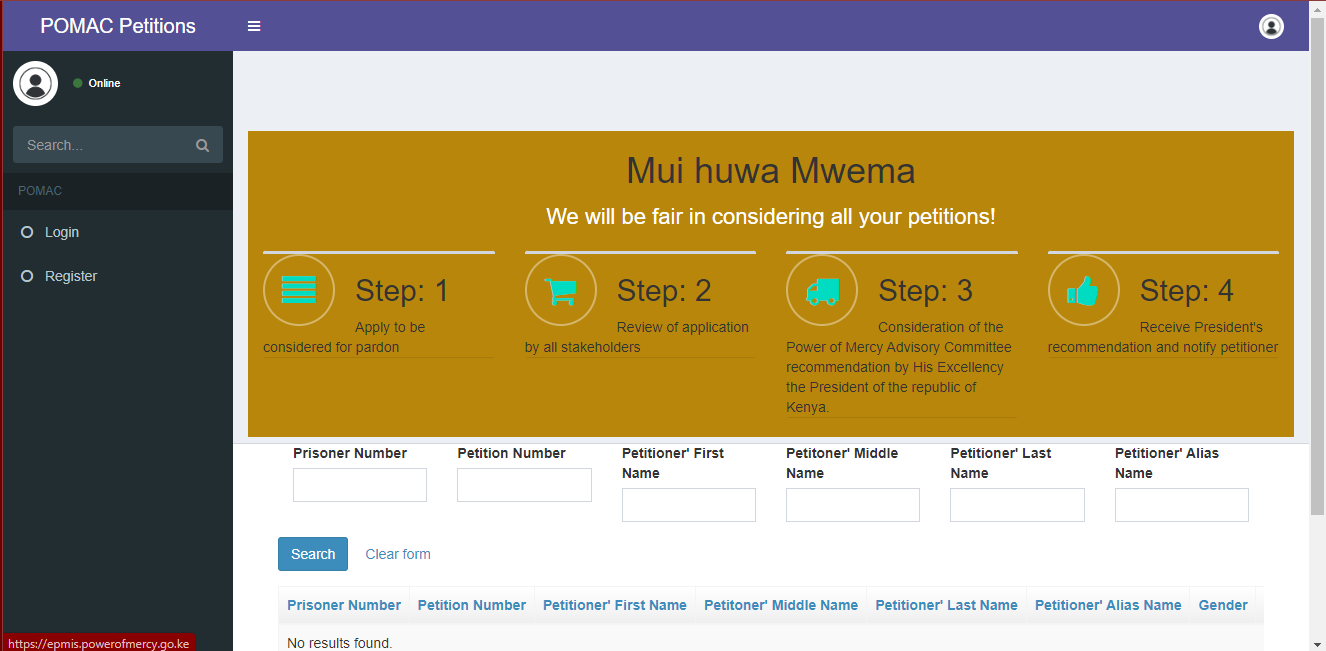 POMAC Petitions
Online
Search...
POMAC
Login
Register
Mui huwa Mwema
We will be fair in considering all your petitions!
Step: 1
Apply to be
considered for pardon
Step: 2
Review of application
by all stakeholders
Step: 3
Consideration of the
Power of Mercy Advisory Committee
recommendation by His Excellency
the President of the republic of
Kenya.
Step: 4
Receive President's
recommendation and notify petitioner
Prisoner Number
Petition Number
Petitioner' First
Name
Petitoner' Middle
Name
Petitioner' Last
Name
Petitioner' Alias
Name
Search
Clear form
Prisoner Number Petition Number Petitioner' First Name Petitoner' Middle Name Petitioner' Last Name Petitioner' Alias Name Gender
No results found.
https://epmis.powerofmercy.go.ke